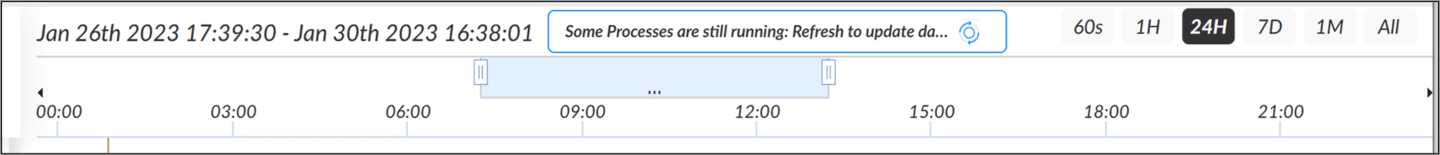 Jan 26th 2023 17:39:30 - Jan 30th 2023 16:38:01 Some Processes are still running: Refresh to update da... 60s 1H 24H 7D 1M All
00:00 03:00 06:00 09:00 12:00 15:00 18:00 21:00